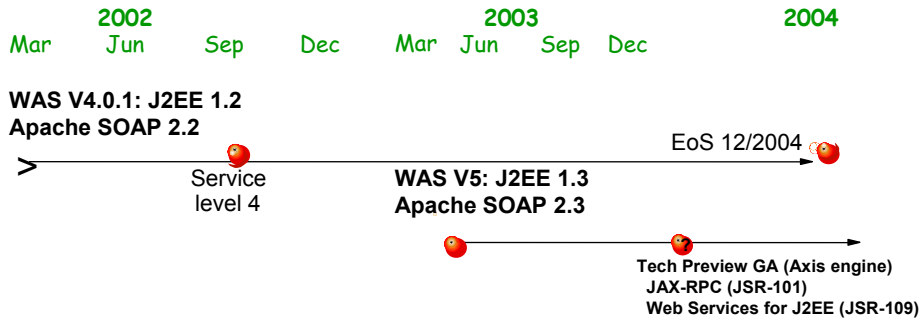 2002 2003 2004
Mar Jun Sep Dec Mar Jun Sep Dec
WAS V4.0.1: J2EE 1.2
Apache SOAP 2.2
EoS 12/2004
>
Service
level 4
WAS V5: J2EE 1.3
Apache SOAP 2.3
?
Tech Preview GA (Axis engine)
JAX-RPC (JSR-101)
Web Services for J2EE (JSR-109)